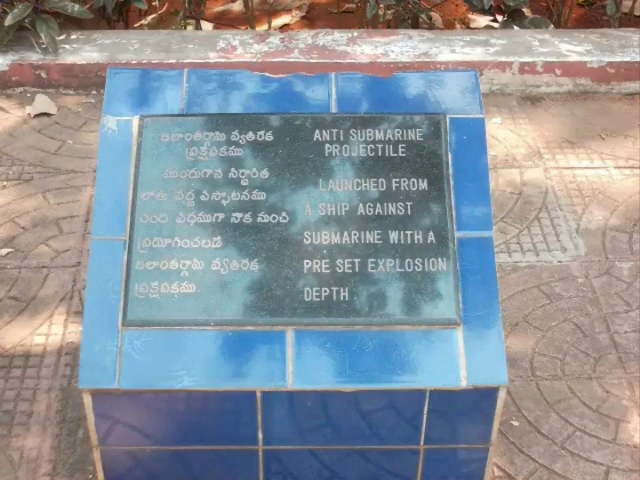 జలాంతర్గామి వ్యతిరేక
ప్రక్షేపకము
ముందుగానే నిర్ధారిత
లోతు వద్ద విస్ఫోటనము
చెంది విధముగా నౌక నుంచి
ప్రయోగించబడే
జలాంతర్గామి వ్యతిరేక
ప్రక్షేపకము.
ANTI SUBMARINE
PROJECTILE
LAUNCHED FROM
A SHIP AGAINST
SUBMARINE WITH A
PRE SET EXPLOSION
DEPTH.